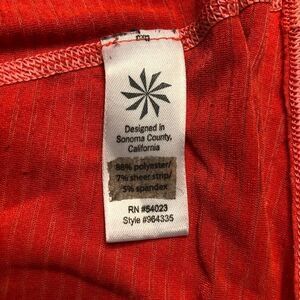 Designed in
Sonoma County,
California
88% polyester/
7% sheer strip/
5% spandex
RN #54023
Style #964335